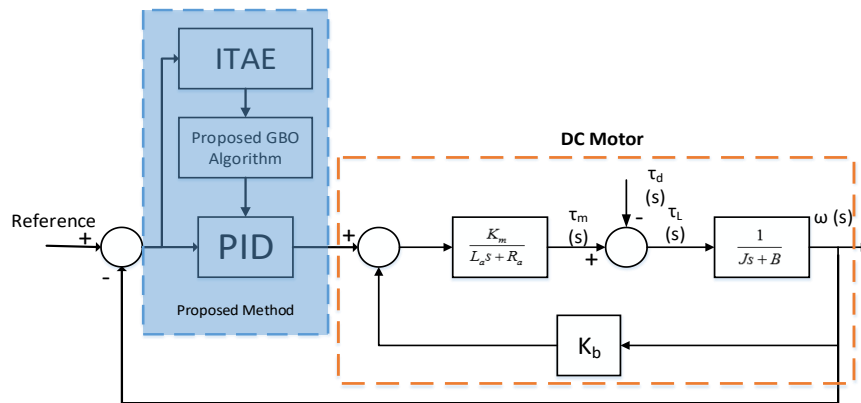 ITAE
Proposed GBO
Algorithm
PID
Proposed Method
Reference
+
-
DC Motor
+
K_m
L_a s + R_a
τ_m
(s)
+
τ_d
(s)
-
τ_L
(s)
1
Js + B
ω (s)
K_b